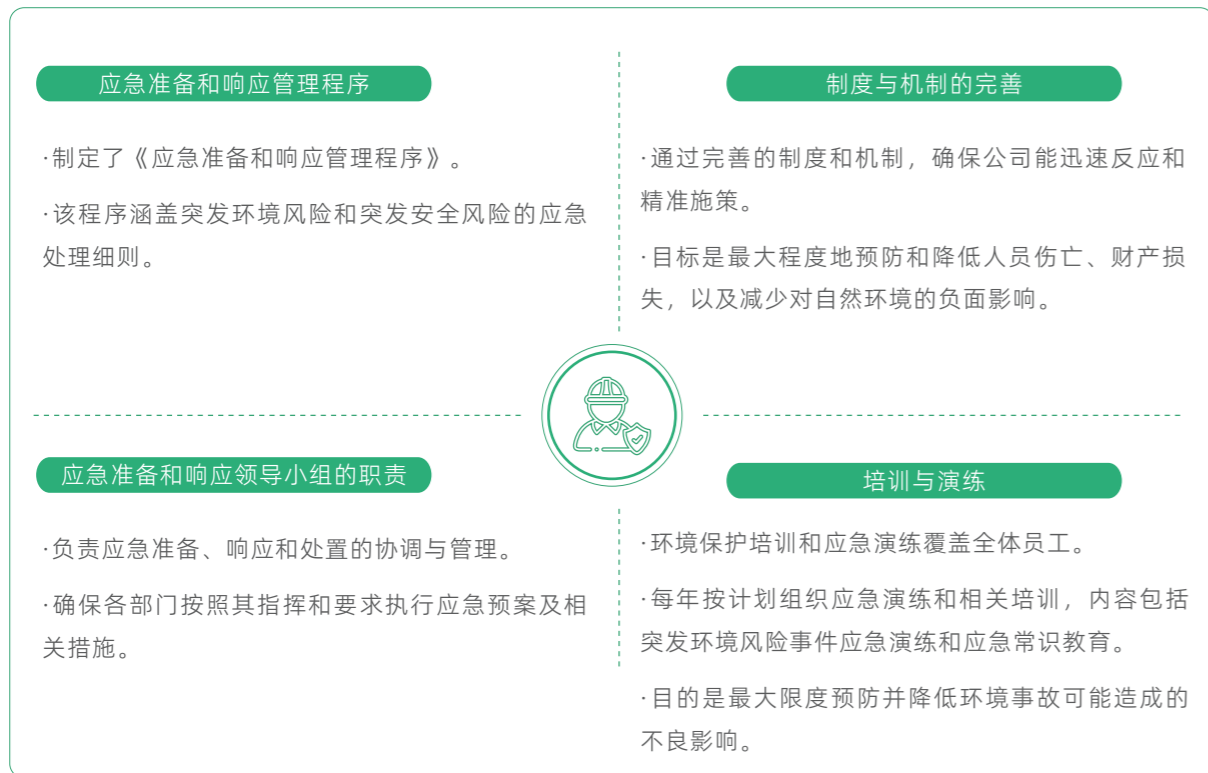 应急准备和响应管理程序
·制定了《应急准备和响应管理程序》。
·该程序涵盖突发环境风险和突发安全风险的应急
处理细则。
制度与机制的完善
·通过完善的制度和机制，确保公司能迅速反应和
精准施策。
·目标是最大程度地预防和降低人员伤亡、财产损
失，以及减少对自然环境的负面影响。
应急准备和响应领导小组的职责
·负责应急准备、响应和处置的协调与管理。
·确保各部门按照其指挥和要求执行应急预案及相
关措施。
培训与演练
·环境保护培训和应急演练覆盖全体员工。
·每年按计划组织应急演练和相关培训，内容包括
突发环境风险事件应急演练和应急常识教育。
·目的是最大限度预防并降低环境事故可能造成的
不良影响。